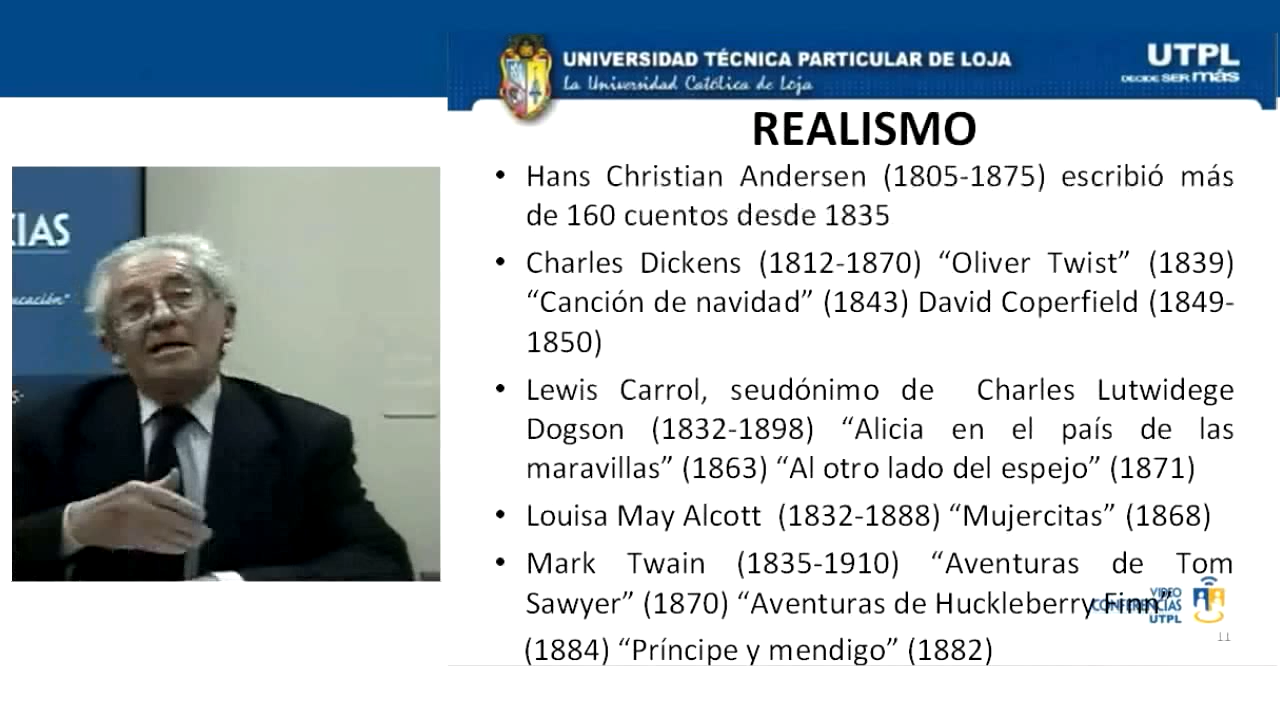 UNIVERSIDAD TÉCNICA PARTICULAR DE LOJA
La Universidad Católica de Loja
UTPL
DECIDE SER más
REALISMO
• Hans Christian Andersen (1805-1875) escribió más
de 160 cuentos desde 1835
• Charles Dickens (1812-1870) “Oliver Twist” (1839)
“Canción de navidad” (1843) David Coperfield (1849-
1850)
• Lewis Carrol, seudónimo de Charles Lutwidege
Dogson (1832-1898) “Alicia en el país de las
maravillas” (1863) “Al otro lado del espejo” (1871)
• Louisa May Alcott (1832-1888) “Mujercitas” (1868)
• Mark Twain (1835-1910) “Aventuras de Tom
Sawyer” (1870) “Aventuras de Huckleberry Finn”
(1884) “Príncipe y mendigo” (1882)
VIDEO
CONFERENCIAS
UTPL
11